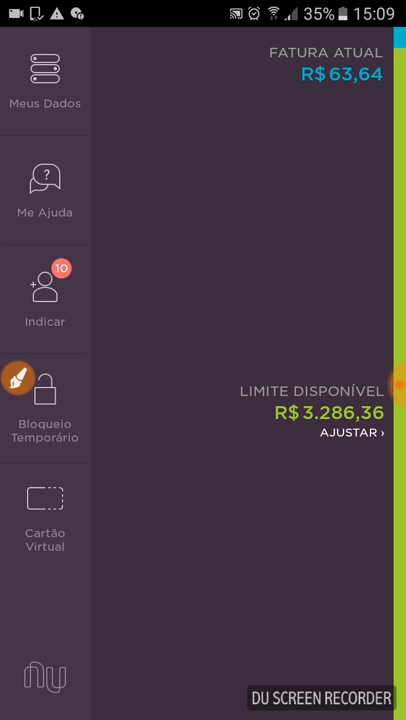 35% 15:09
FATURA ATUAL
R$ 63,64
Meus Dados
?
Me Ajuda
10
Indicar
LIMITE DISPONÍVEL
R$ 3.286,36
AJUSTAR ›
Bloqueio
Temporário
Cartão
Virtual
nu
DU SCREEN RECORDER